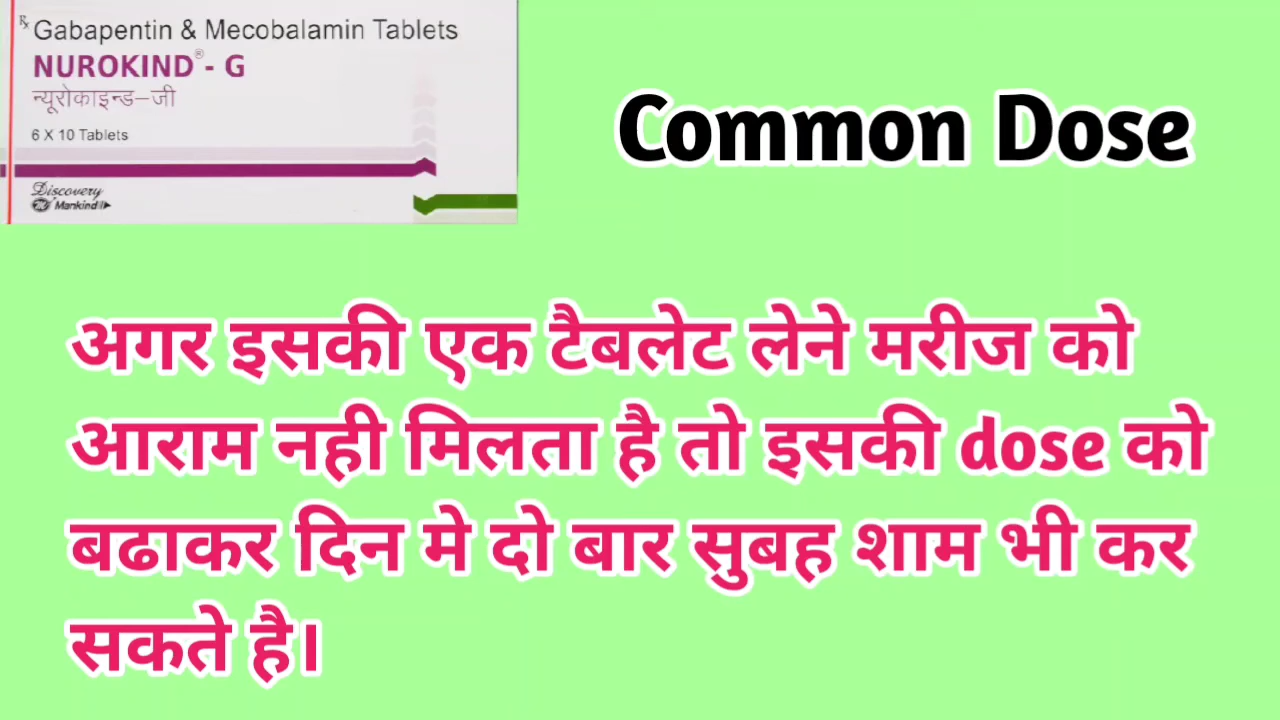 Rx Gabapentin & Mecobalamin Tablets
NUROKIND® - G
न्यूरोकाइन्ड–जी
6 X 10 Tablets
Discovery
Mankind
Common Dose
अगर इसकी एक टैबलेट लेने मरीज को
आराम नही मिलता है तो इसकी dose को
बढाकर दिन मे दो बार सुबह शाम भी कर
सकते है।